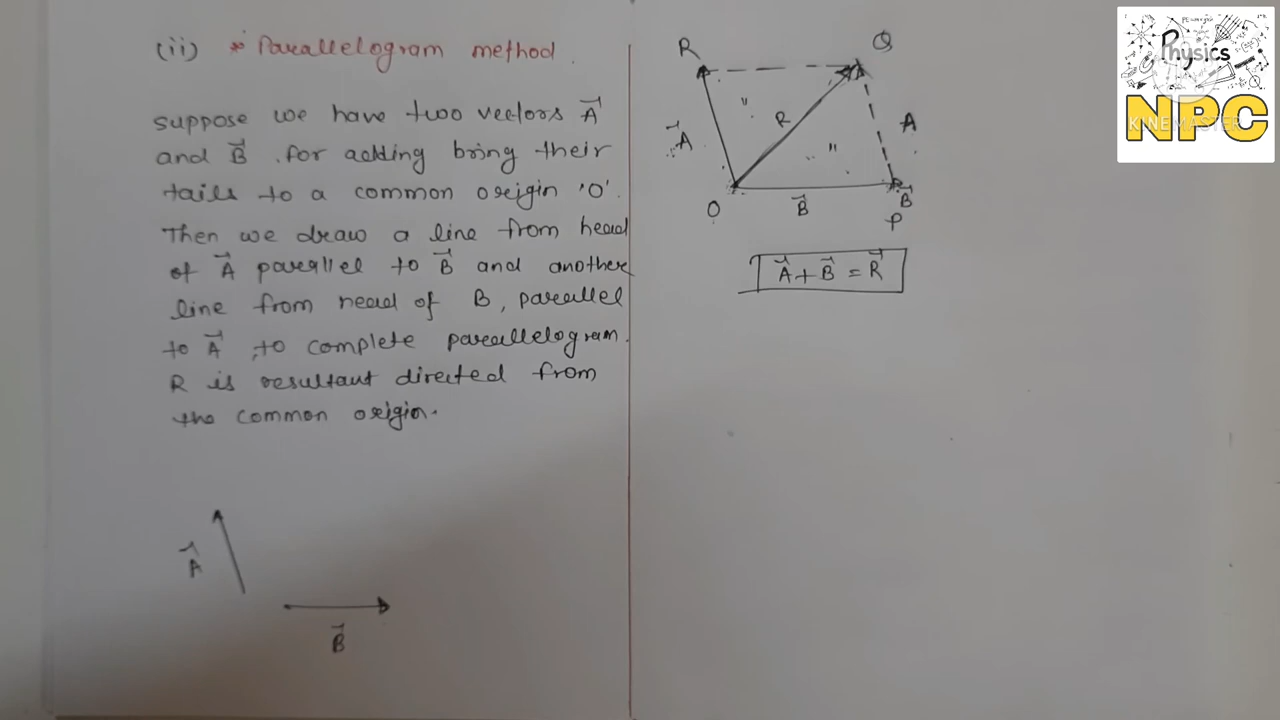 (ii) * Parallelogram method.
suppose we have two vectors A⃗
and B⃗ . for adding bring their
tails to a common origin 'O'.
Then we draw a line from head
of A⃗ parallel to B⃗ and another
line from head of B, parallel
to A⃗ , to complete parallelogram.
R is resultant directed from
the common origin.
A⃗
B⃗
R
Q
A⃗
R
A
O
B⃗
B⃗
P
A⃗ + B⃗ = R⃗
Physics
NPC
KINEMASTER